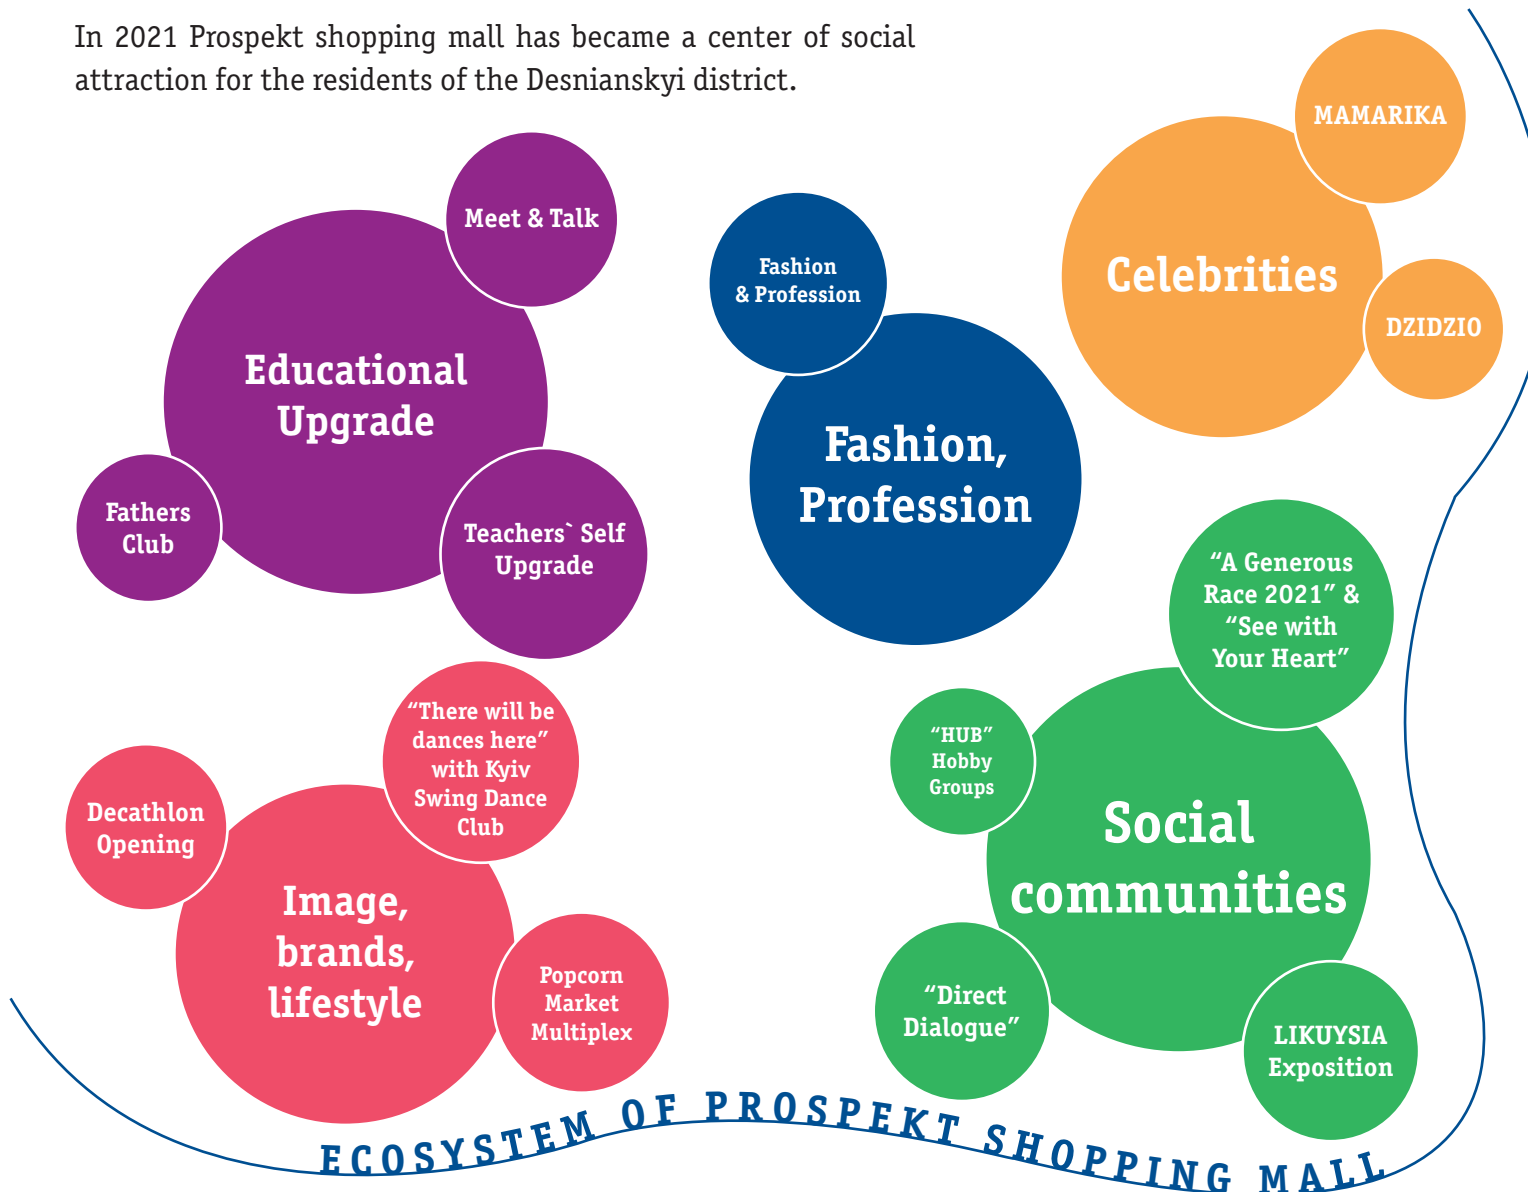 In 2021 Prospekt shopping mall has became a center of social
attraction for the residents of the Desnianskyi district.
Meet & Talk
Educational
Upgrade
Fathers
Club
Teachers` Self
Upgrade
Fashion
& Profession
Fashion,
Profession
MAMARIKA
Celebrities
DZIDZIO
“There will be
dances here”
with Kyiv
Swing Dance
Club
Decathlon
Opening
Image,
brands,
lifestyle
Popcorn
Market
Multiplex
“A Generous
Race 2021” &
“See with
Your Heart”
“HUB”
Hobby
Groups
Social
communities
“Direct
Dialogue”
LIKUYSIA
Exposition
ECOSYSTEM OF PROSPEKT SHOPPING MALL